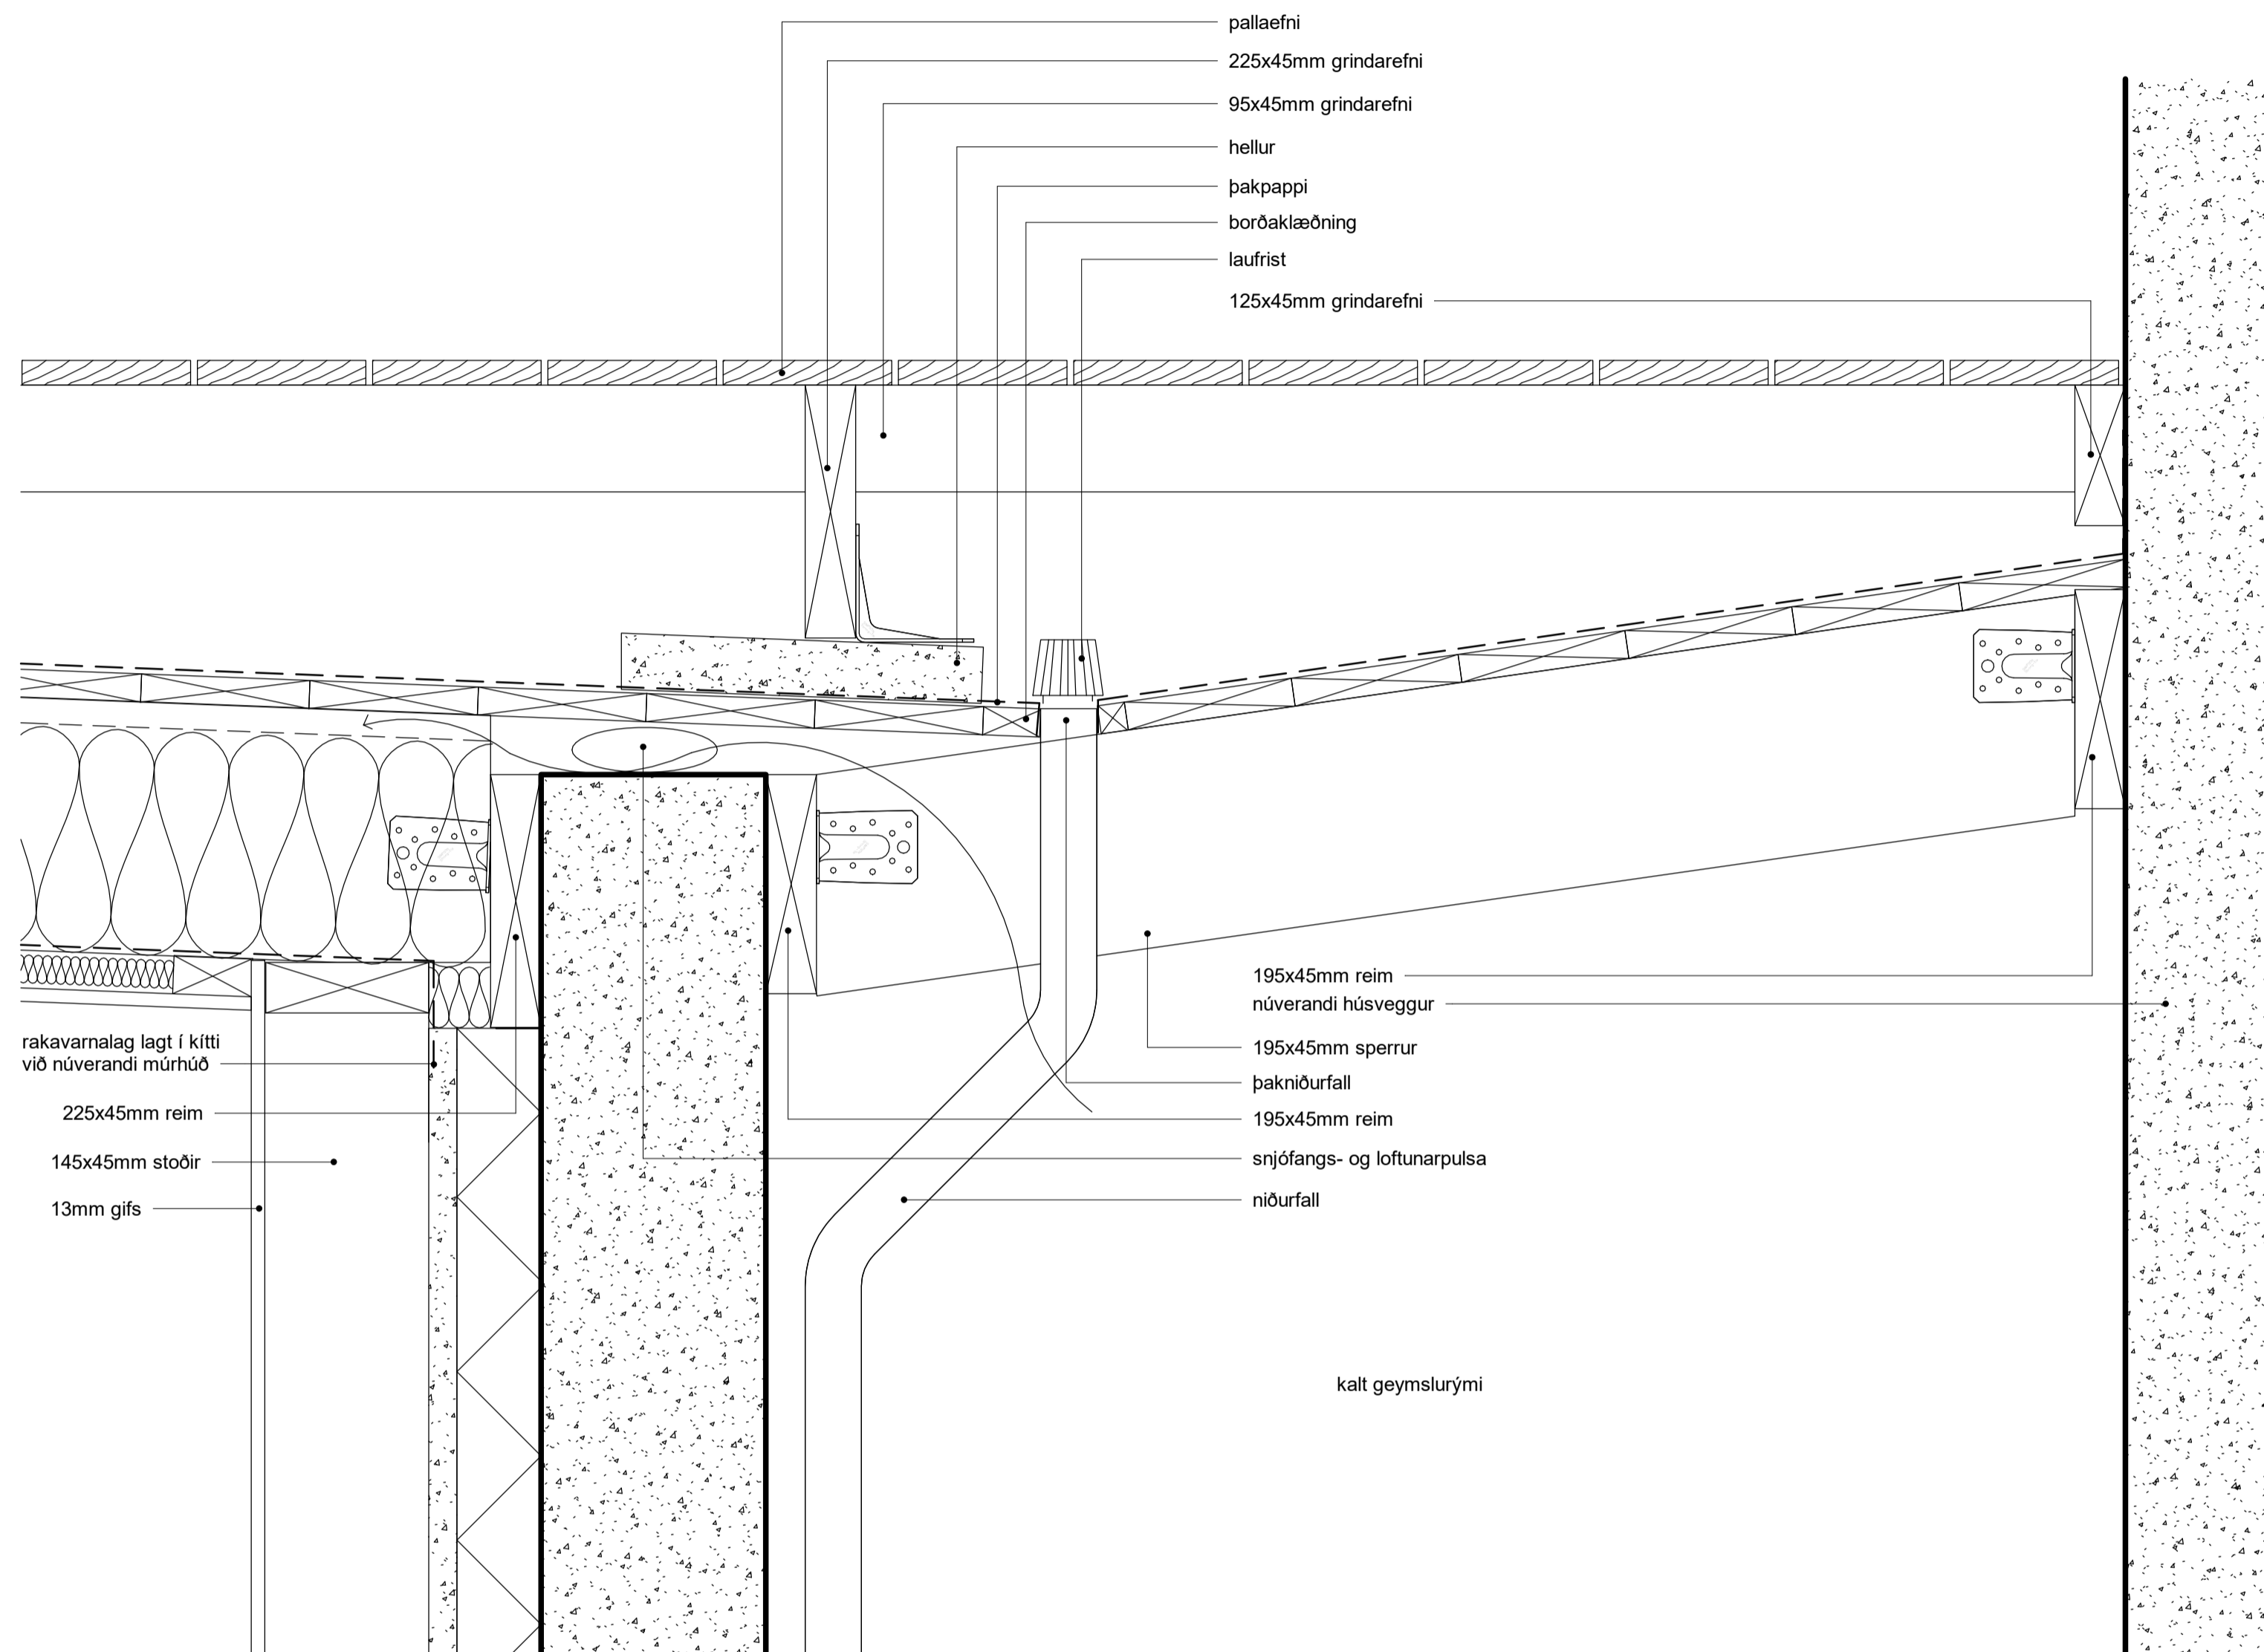 pallaefni
225x45mm grindarefni
95x45mm grindarefni
hellur
þakpappi
borðaklæðning
laufrist
125x45mm grindarefni
195x45mm reim
núverandi húsveggur
195x45mm sperrur
þakniðurfall
195x45mm reim
snjófangs- og loftunarpulsa
niðurfall
rakavarnalag lagt í kítti
við núverandi múrhúð
225x45mm reim
145x45mm stoðir
13mm gifs
kalt geymslurými